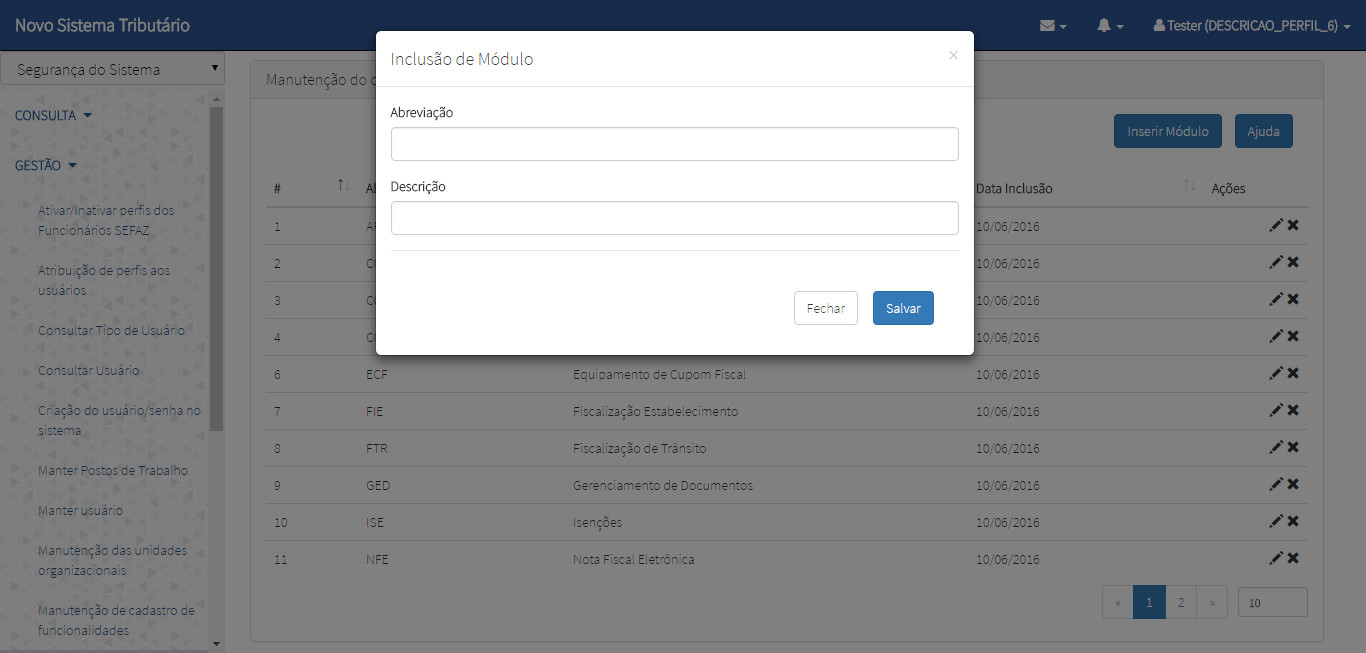 Novo Sistema Tributário
Tester (DESCRICAO_PERFIL_6)
Segurança do Sistema
CONSULTA
GESTÃO
Ativar/Inativar perfis dos
Funcionários SEFAZ
Atribuição de perfis aos
usuários
Consultar Tipo de Usuário
Consultar Usuário
Criação do usuário/senha no
sistema
Manter Postos de Trabalho
Manter usuário
Manutenção das unidades
organizacionais
Manutenção de cadastro de
funcionalidades
Manutenção do
Inclusão de Módulo ×
Abreviação
Descrição
Fechar Salvar
Inserir Módulo Ajuda
# Data Inclusão Ações
1 10/06/2016
2 10/06/2016
3 10/06/2016
4 10/06/2016
6 ECF Equipamento de Cupom Fiscal 10/06/2016
7 FIE Fiscalização Estabelecimento 10/06/2016
8 FTR Fiscalização de Trânsito 10/06/2016
9 GED Gerenciamento de Documentos 10/06/2016
10 ISE Isenções 10/06/2016
11 NFE Nota Fiscal Eletrônica 10/06/2016
« 1 2 » 10